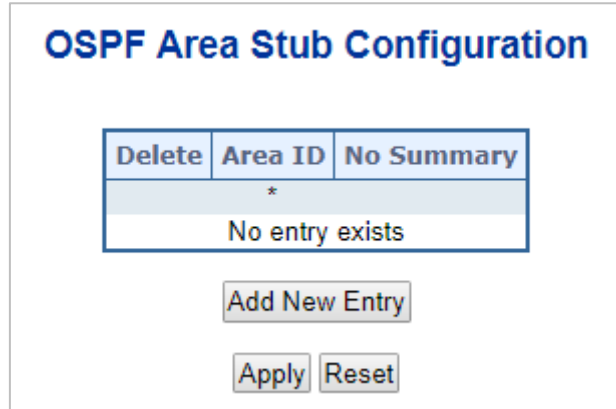 OSPF Area Stub Configuration
Delete Area ID No Summary
*
No entry exists
Add New Entry
Apply Reset